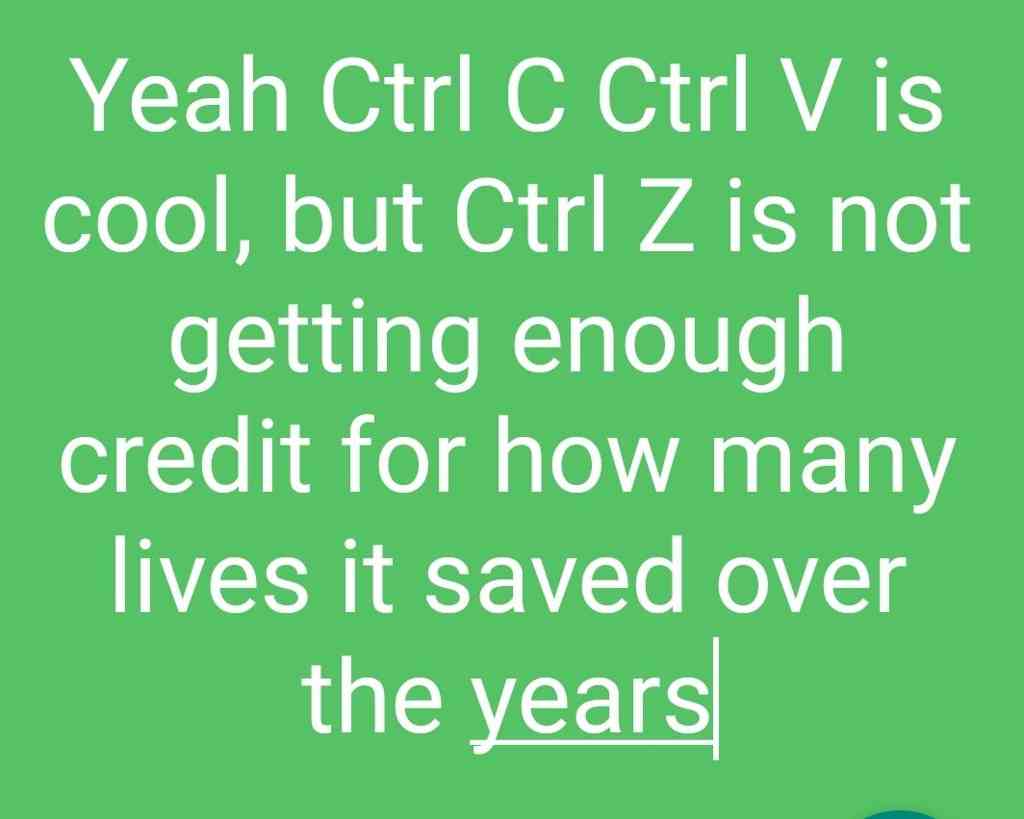 Yeah Ctrl C Ctrl V is
cool, but Ctrl Z is not
getting enough
credit for how many
lives it saved over
the years